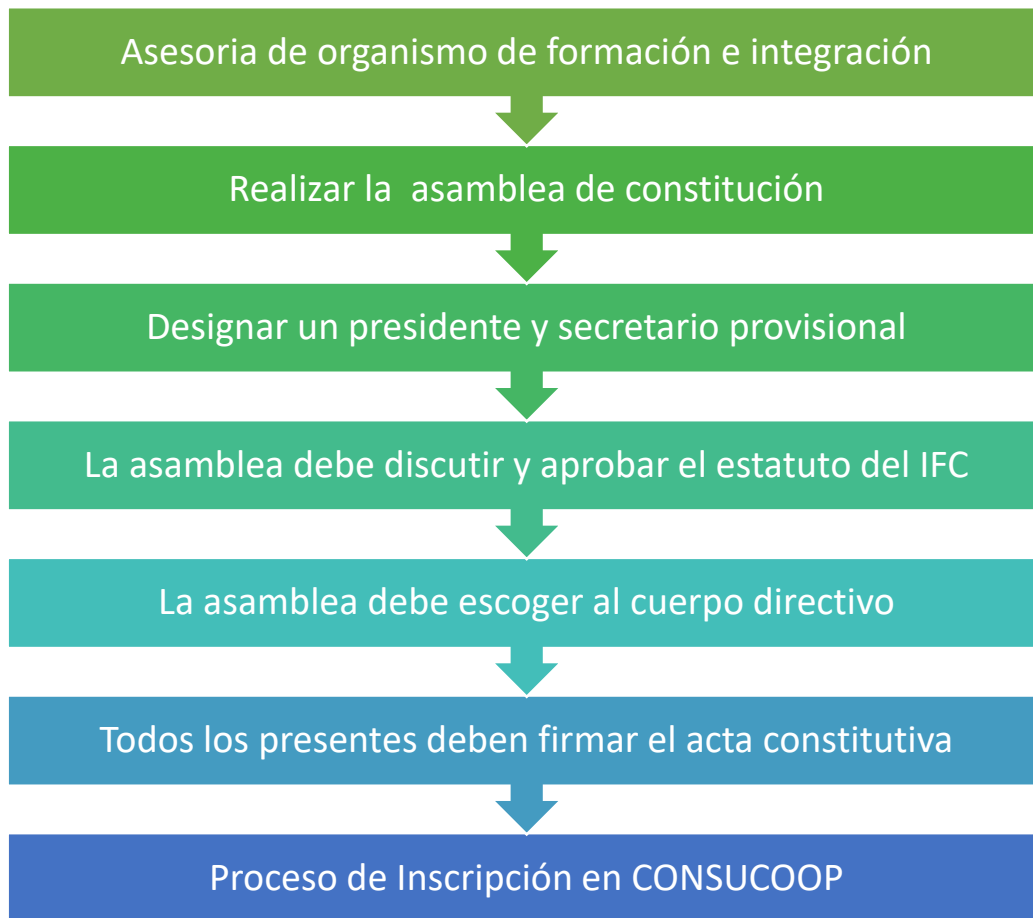 Asesoria de organismo de formación e integración
Realizar la  asamblea de constitución
Designar un presidente y secretario provisional
La asamblea debe discutir y aprobar el estatuto del IFC
La asamblea debe escoger al cuerpo directivo
Todos los presentes deben firmar el acta constitutiva
Proceso de Inscripción en CONSUCOOP